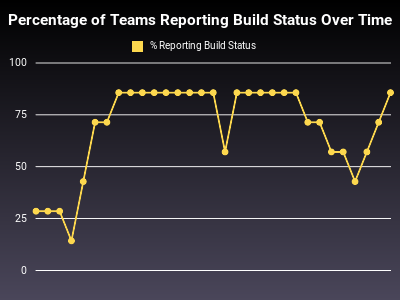 Percentage of Teams Reporting Build Status Over Time
% Reporting Build Status
100
75
50
25
0